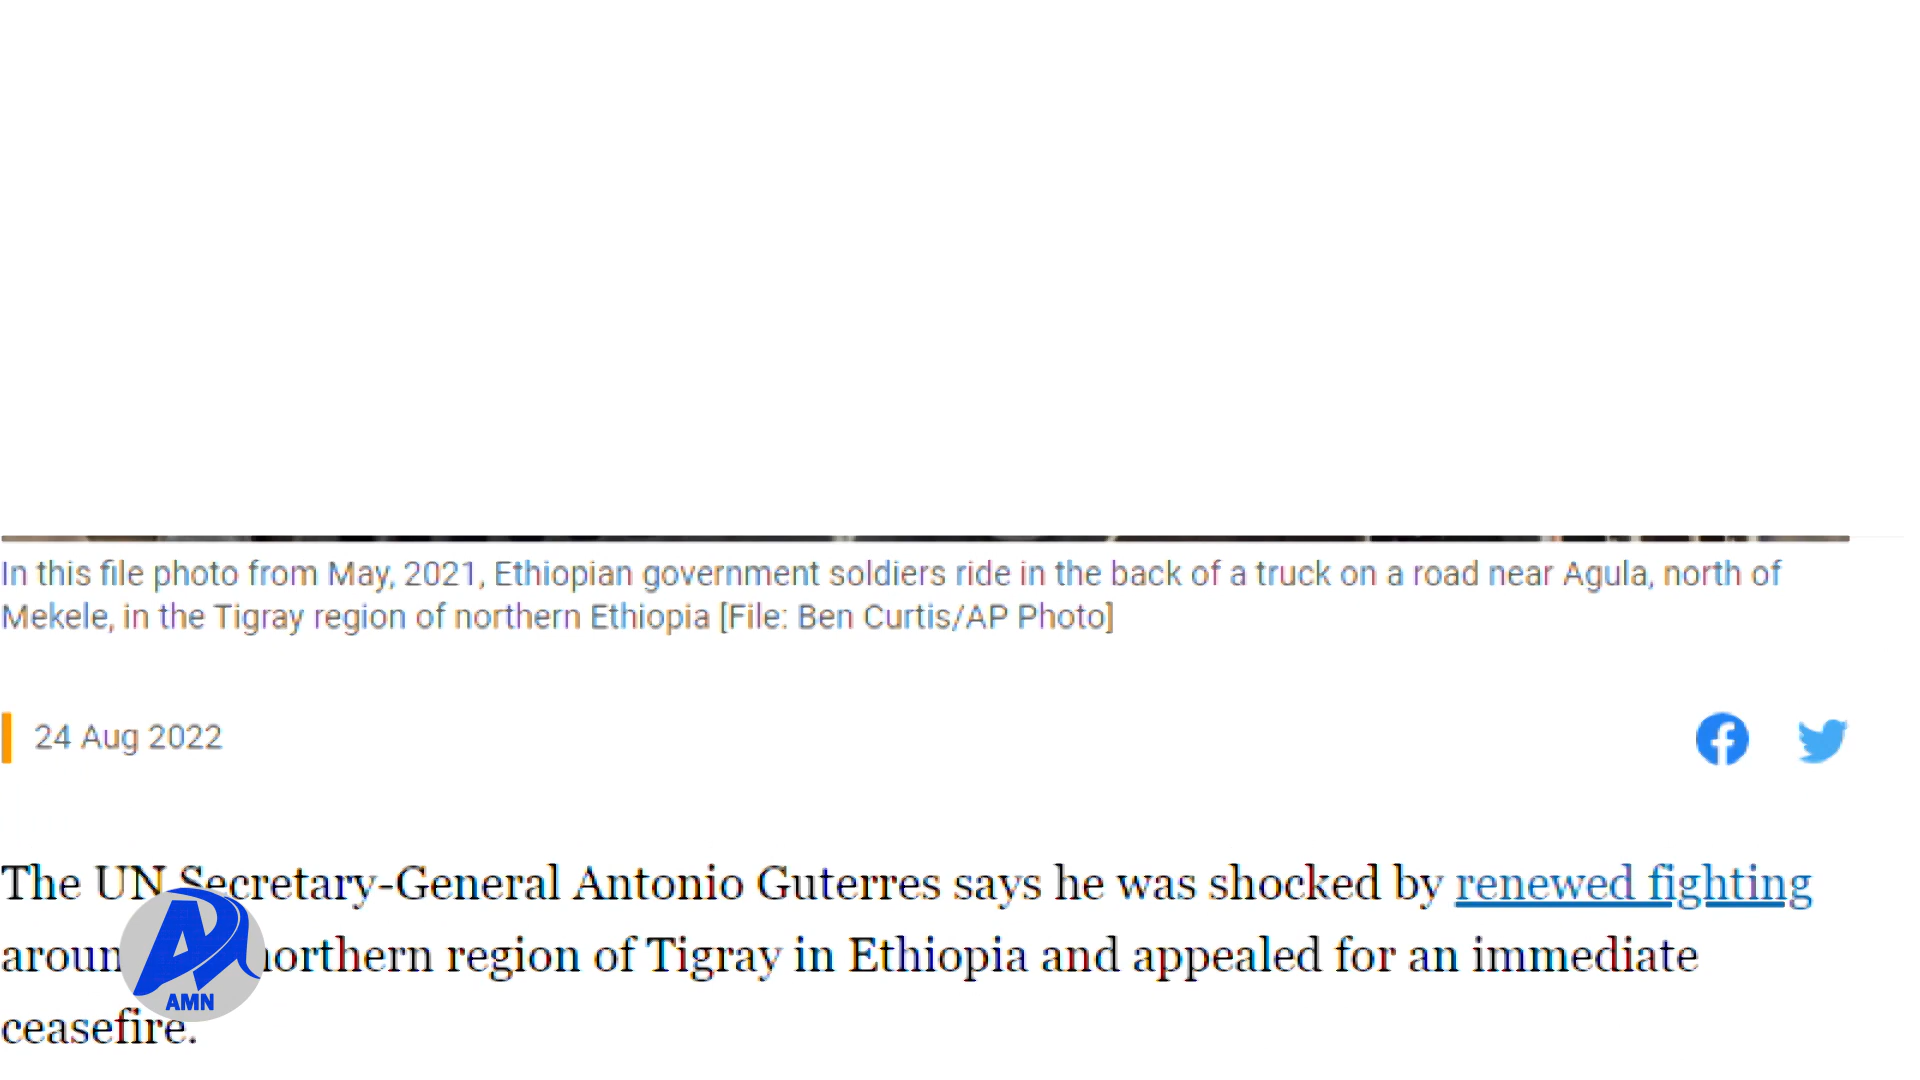 In this file photo from May, 2021, Ethiopian government soldiers ride in the back of a truck on a road near Agula, north of
Mekele, in the Tigray region of northern Ethiopia [File: Ben Curtis/AP Photo]
24 Aug 2022
The UN Secretary-General Antonio Guterres says he was shocked by renewed fighting
northern region of Tigray in Ethiopia and appealed for an immediate
ceasefire.
AMN